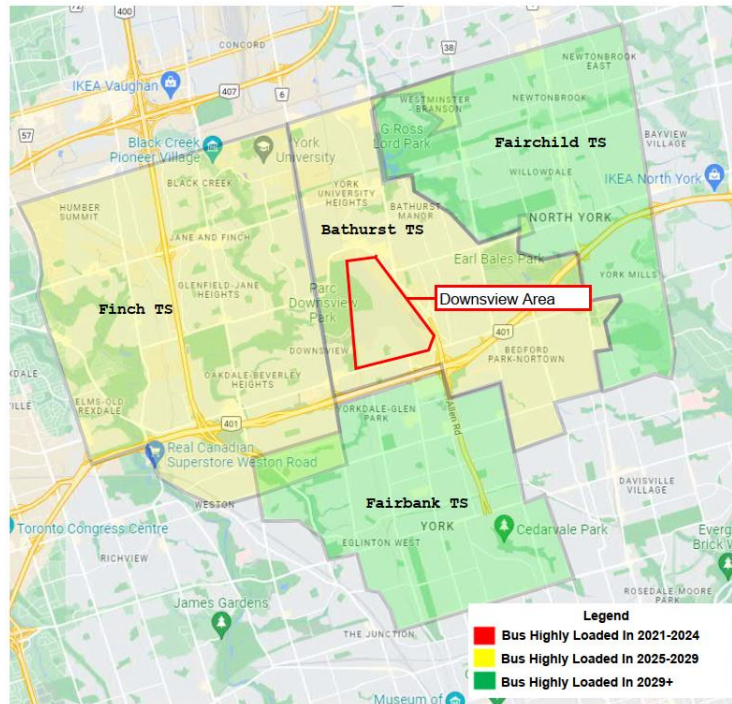 400
CONCORD
38
NEWTONBROOK
EAST
IKEA Vaughan
407
6
WESTMINSTER
-BRANSON
NEWTONBROOK
57
Black Creek
Pioneer Village
York
University
G Ross
Lord Park
Fairchild TS
BAYVIEW
VILLAGE
BLACK CREEK
YORK
UNIVERSITY
HEIGHTS
WILLOWDALE
IKEA North York
HUMBER
SUMMIT
BATHURST
MANOR
NORTH YORK
JANE AND FINCH
Bathurst TS
Earl Bales Park
GLENFIELD-JANE
HEIGHTS
Parc
Downsview
Park
YORK MILLS
Finch TS
Downsview Area
401
DOWNSVIEW
BEDFORD
PARK-NORTOWN
OAKDALE-BEVERLEY
HEIGHTS
ELMS-OLD
REXDALE
YORKDALE-GLEN
PARK
Allen Rd
401
Real Canadian
Superstore Weston Road
DAVISVILLE
VILLAGE
WESTON
Fairbank TS
YORK
Toronto Congress Centre
Cedarvale Park
RICHVIEW
EGLINTON WEST
Everg
Brick W
ROSEDALE-MOORE
PARK
James Gardens
THE JUNCTION
Museum of
Legend
Bus Highly Loaded In 2021-2024
Bus Highly Loaded In 2025-2029
Bus Highly Loaded In 2029+